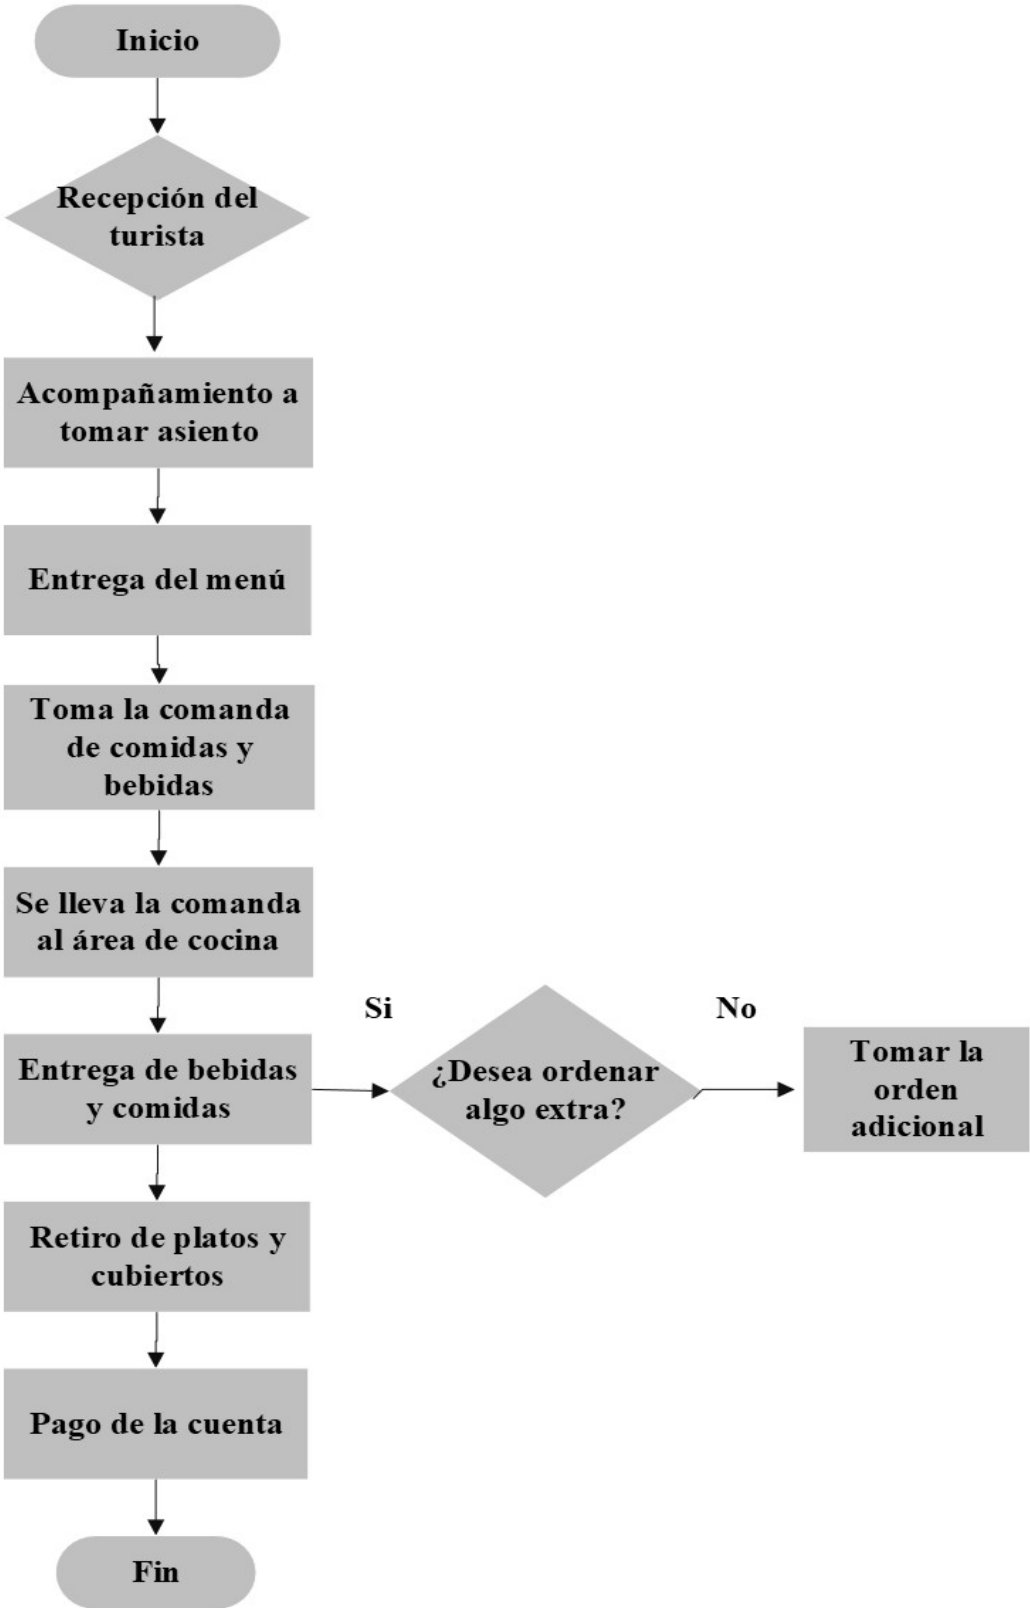 Inicio
Recepción del
turista
Acompañamiento a
tomar asiento
Entrega del menú
Toma la comanda
de comidas y
bebidas
Se lleva la comanda
al área de cocina
Entrega de bebidas
y comidas
Si
¿Desea ordenar
algo extra?
No
Tomar la
orden
adicional
Retiro de platos y
cubiertos
Pago de la cuenta
Fin